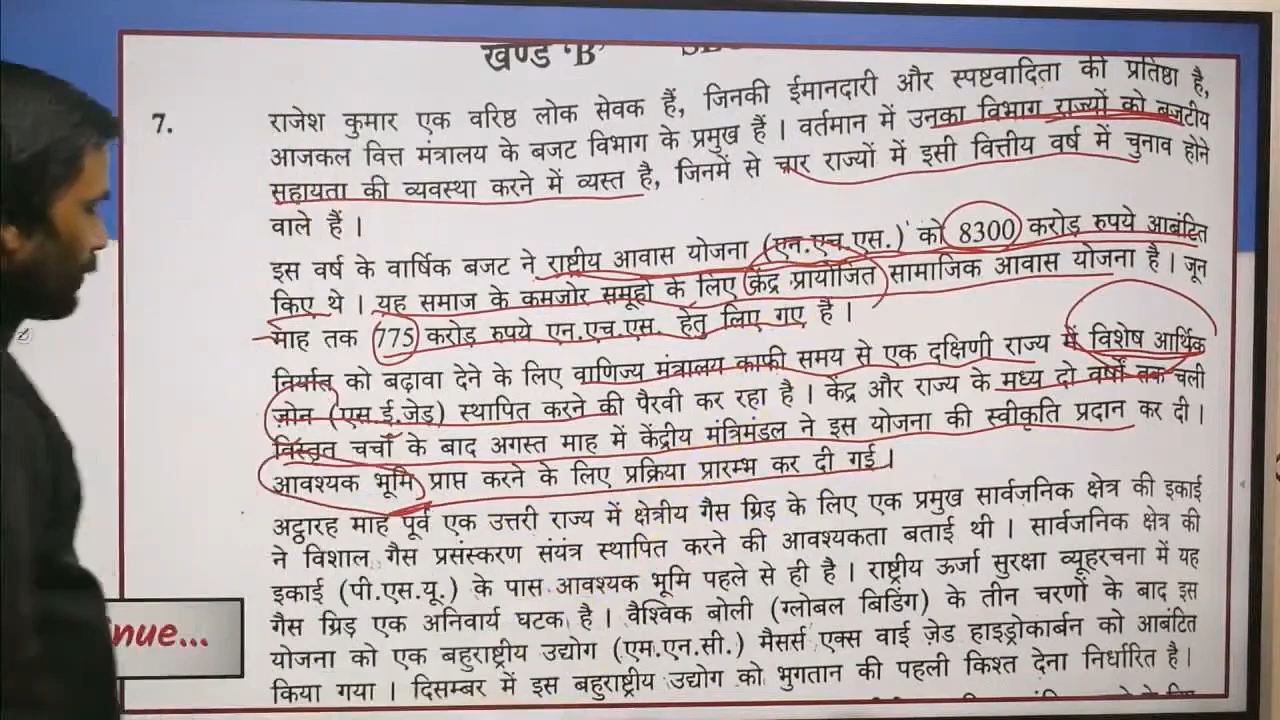 खण्ड ‘B’
7.
राजेश कुमार एक वरिष्ठ लोक सेवक हैं, जिनकी ईमानदारी और स्पष्टवादिता की प्रतिष्ठा है,
आजकल वित्त मंत्रालय के बजट विभाग के प्रमुख हैं । वर्तमान में उनका विभाग राज्यों को बजटीय
सहायता की व्यवस्था करने में व्यस्त है, जिनमें से चार राज्यों में इसी वित्तीय वर्ष में चुनाव होने
वाले हैं ।
इस वर्ष के वार्षिक बजट ने राष्ट्रीय आवास योजना (एन.एच.एस.) को 8300 करोड़ रुपये आबंटित
किए थे । यह समाज के कमजोर समूहों के लिए केंद्र प्रायोजित सामाजिक आवास योजना है । जून
माह तक 775 करोड़ रुपये एन.एच.एस. हेतु लिए गए हैं ।
निर्यात को बढ़ावा देने के लिए वाणिज्य मंत्रालय काफी समय से एक दक्षिणी राज्य में विशेष आर्थिक
ज़ोन (एस.ई.जेड) स्थापित करने की पैरवी कर रहा है । केंद्र और राज्य के मध्य दो वर्षों तक चली
विस्तृत चर्चा के बाद अगस्त माह में केंद्रीय मंत्रिमंडल ने इस योजना की स्वीकृति प्रदान कर दी ।
आवश्यक भूमि प्राप्त करने के लिए प्रक्रिया प्रारम्भ कर दी गई ।
अट्ठारह माह पूर्व एक उत्तरी राज्य में क्षेत्रीय गैस ग्रिड के लिए एक प्रमुख सार्वजनिक क्षेत्र की इकाई
ने विशाल गैस प्रसंस्करण संयंत्र स्थापित करने की आवश्यकता बताई थी । सार्वजनिक क्षेत्र की
इकाई (पी.एस.यू.) के पास आवश्यक भूमि पहले से ही है । राष्ट्रीय ऊर्जा सुरक्षा व्यूहरचना में यह
गैस ग्रिड एक अनिवार्य घटक है । वैश्विक बोली (ग्लोबल बिडिंग) के तीन चरणों के बाद इस
योजना को एक बहुराष्ट्रीय उद्योग (एम.एन.सी.) मैसर्स एक्स वाई ज़ेड हाइड्रोकार्बन को आबंटित
किया गया । दिसम्बर में इस बहुराष्ट्रीय उद्योग को भुगतान की पहली किश्त देना निर्धारित है ।
nue...